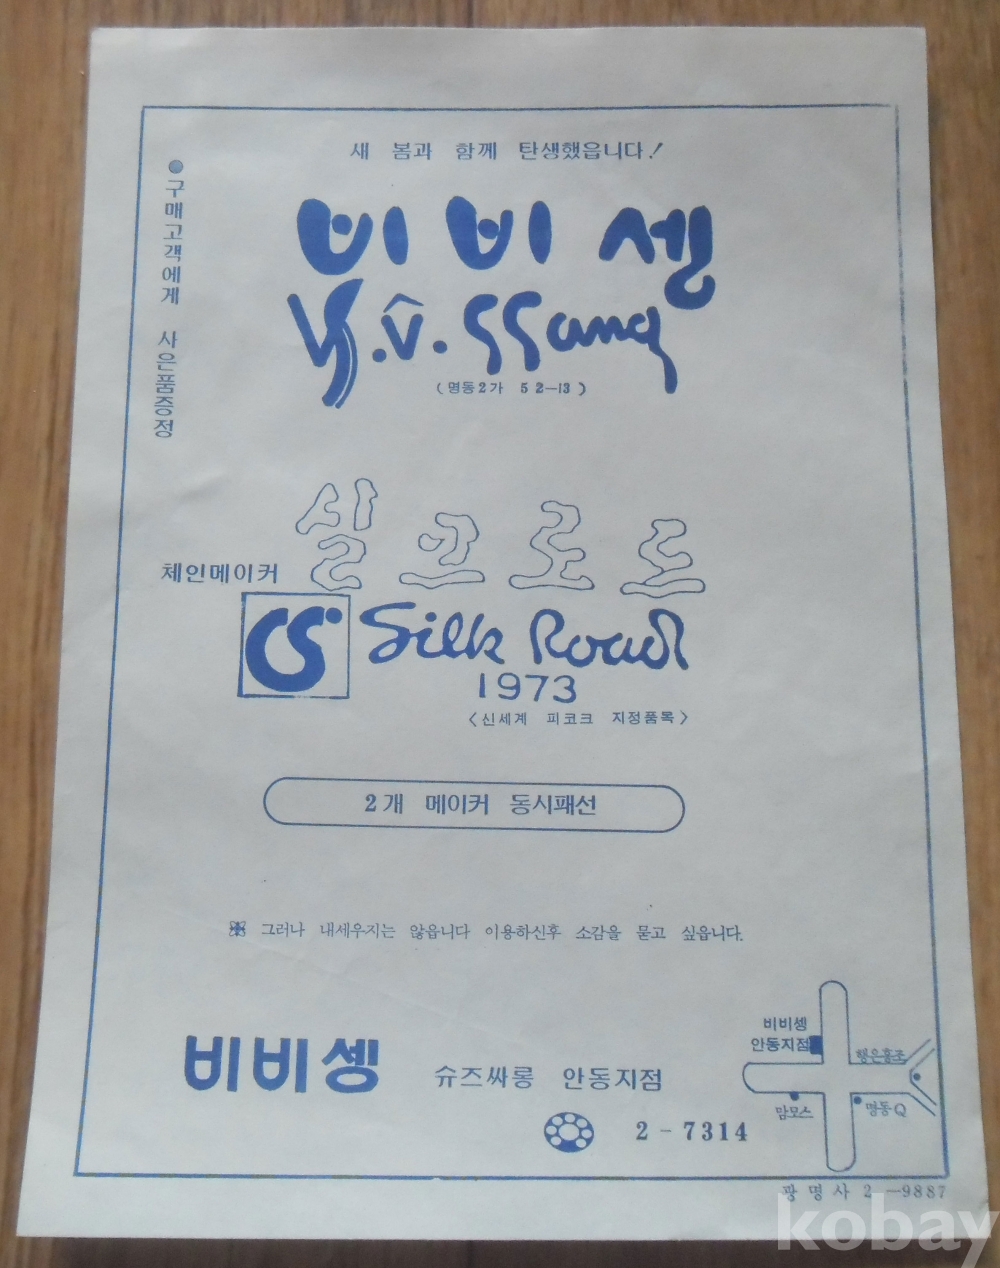 새 봄과 함께 탄생했읍니다!
●구매고객에게 사은품증정
비비셍
V.V.SSang
(명동2가 52-13)
실크로드
체인메이커
CS Silk Road
1973
<신세계 피코크 지정품목>
2개 메이커 동시패선
※ 그러나 내세우지는 않읍니다 이용하신후 소감을 묻고 싶읍니다.
비비셍
안동지점
맘모스
명동Q
비비셍 슈즈싸롱 안동지점
2-7314
광명사 2-9887
kobay